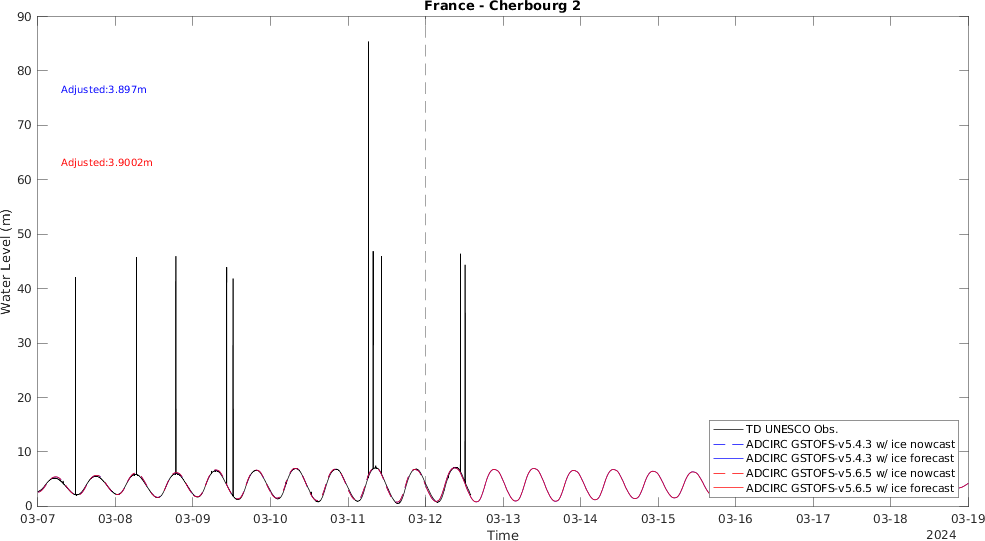 France - Cherbourg 2
90
80
70
60
50
40
30
20
10
0
Water Level (m)
Adjusted:3.897m
Adjusted:3.9002m
TD UNESCO Obs.
ADCIRC GSTOFS-v5.4.3 w/ ice nowcast
ADCIRC GSTOFS-v5.4.3 w/ ice forecast
ADCIRC GSTOFS-v5.6.5 w/ ice nowcast
ADCIRC GSTOFS-v5.6.5 w/ ice forecast
03-07 03-08 03-09 03-10 03-11 03-12 03-13 03-14 03-15 03-16 03-17 03-18 03-19
Time
2024